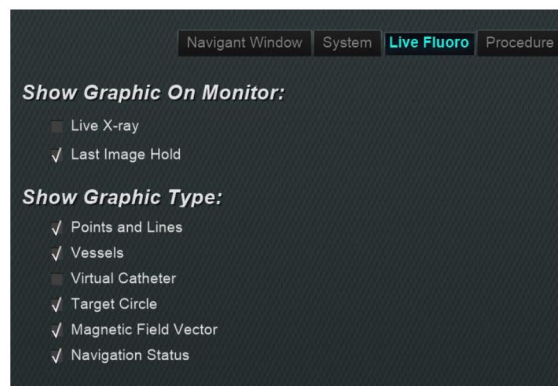 Navigant Window System Live Fluoro Procedure
Show Graphic On Monitor:
Live X-ray
Last Image Hold
Show Graphic Type:
Points and Lines
Vessels
Virtual Catheter
Target Circle
Magnetic Field Vector
Navigation Status